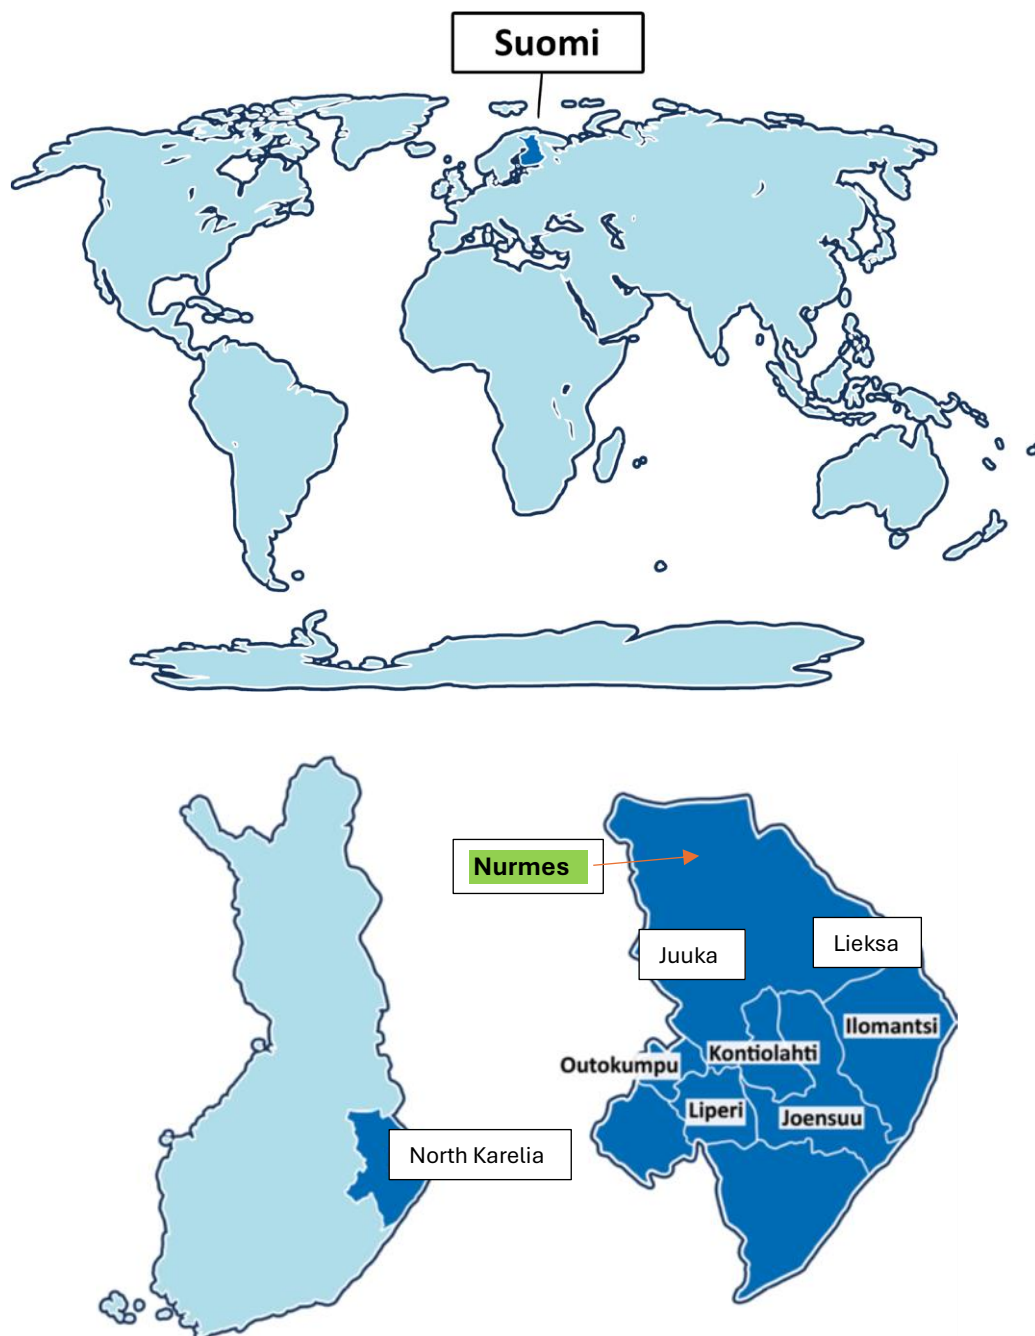 Suomi
Nurmes
Juuka
Lieksa
Ilomantsi
Kontiolahti
Outokumpu
Liperi
Joensuu
North Karelia